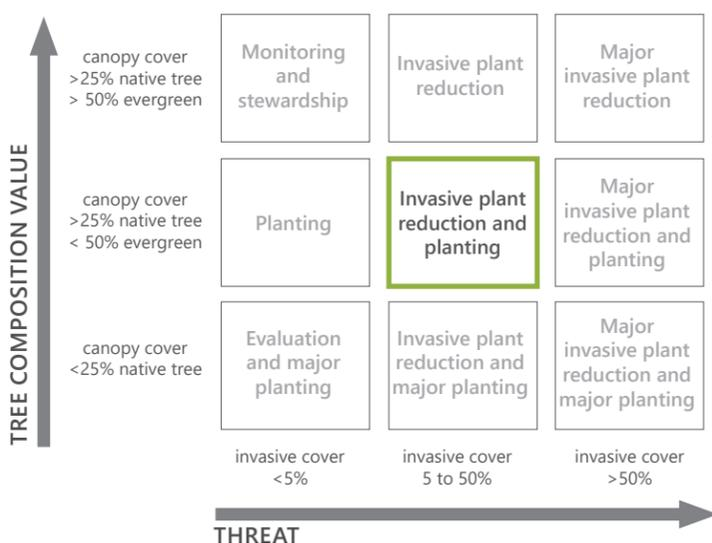 canopy cover
>25% native tree
> 50% evergreen
Monitoring
and
stewardship
Invasive plant
reduction
Major
invasive plant
reduction
TREE COMPOSITION VALUE
canopy cover
>25% native tree
< 50% evergreen
Planting
Invasive plant
reduction and
planting
Major
invasive plant
reduction and
planting
canopy cover
<25% native tree
Evaluation
and major
planting
Invasive plant
reduction and
major planting
Major
invasive plant
reduction and
major planting
invasive cover
<5%
invasive cover
5 to 50%
invasive cover
>50%
THREAT